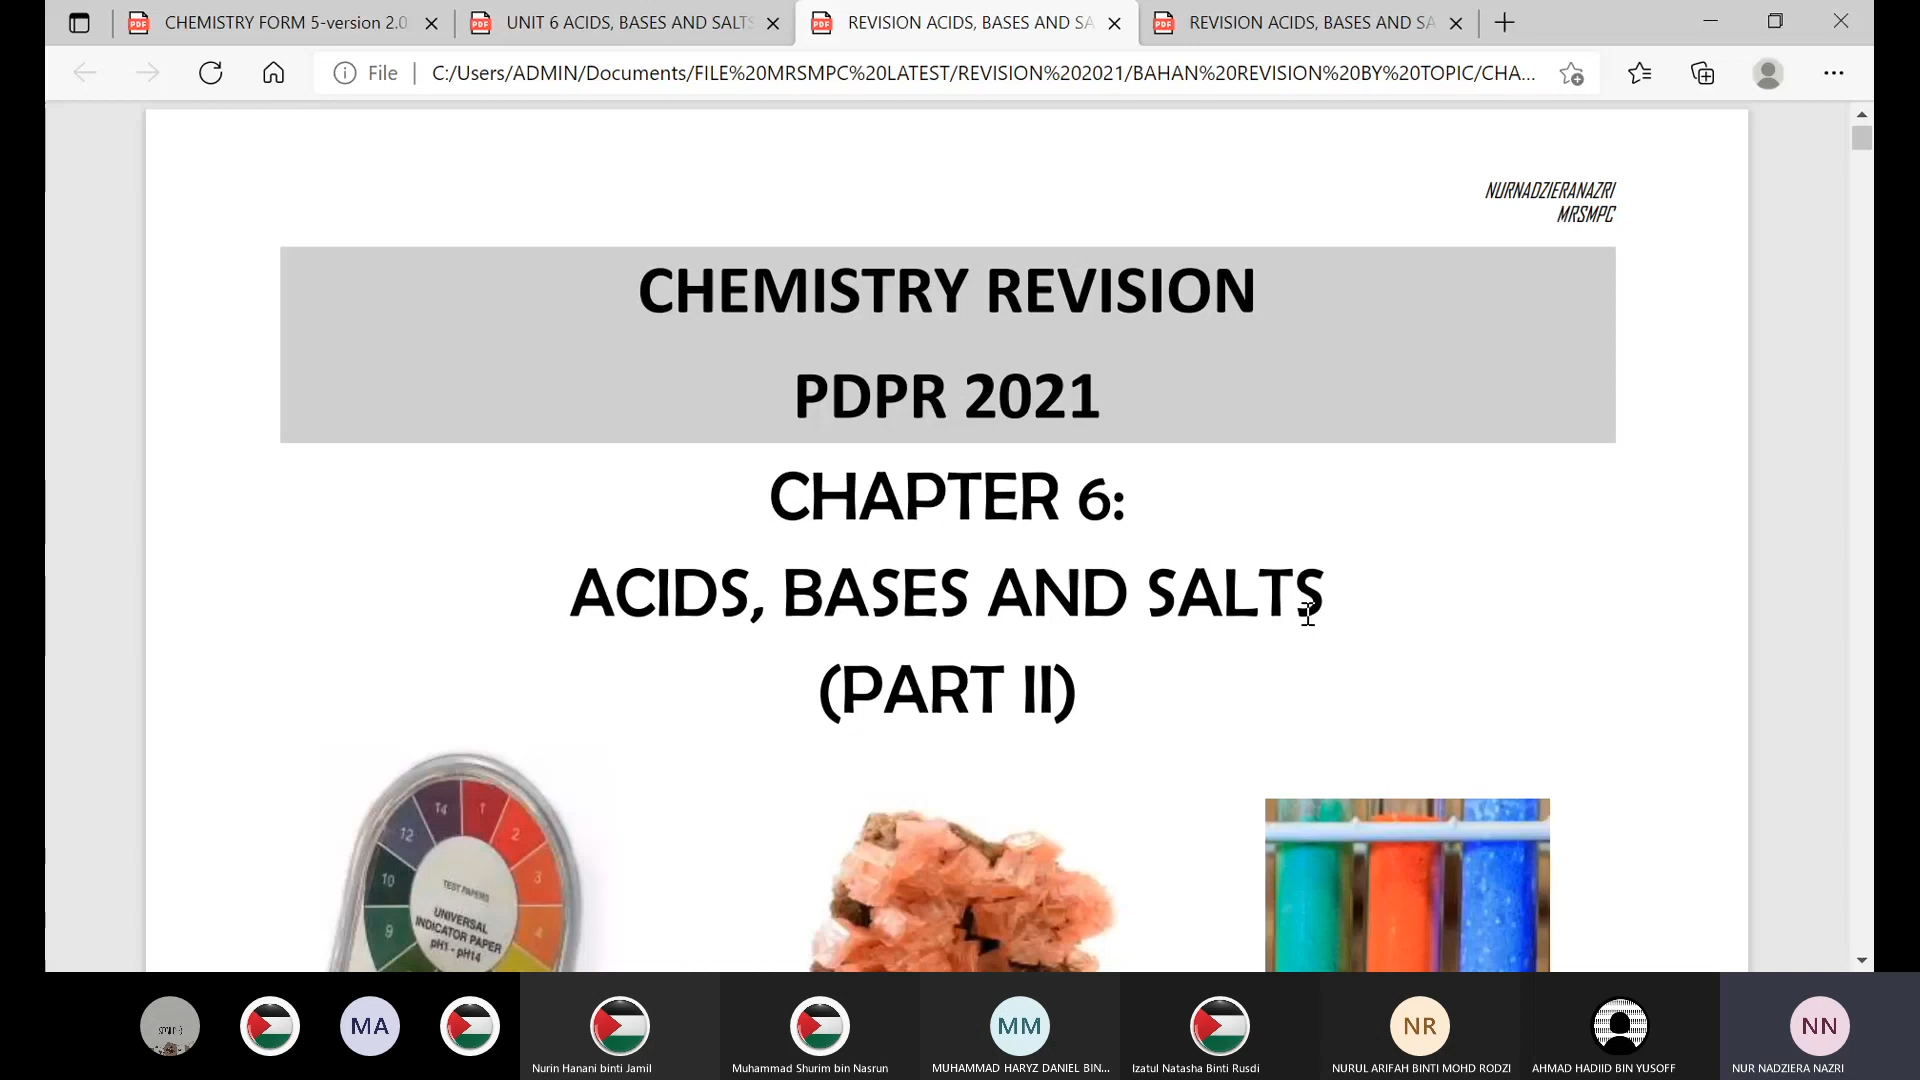 CHEMISTRY FORM 5-version 2.0
UNIT 6 ACIDS, BASES AND SALTS
REVISION ACIDS, BASES AND SA
REVISION ACIDS, BASES AND SA
File
C:/Users/ADMIN/Documents/FILE%20MRSMPC%20LATEST/REVISION%202021/BAHAN%20REVISION%20BY%20TOPIC/CHA...
NURNADZIERANAZRI
MRSMPC
CHEMISTRY REVISION
PDPR 2021
CHAPTER 6:
ACIDS, BASES AND SALTS
(PART II)
14
1
12
2
10
3
9
4
TEST PAPERS
UNIVERSAL
INDICATOR PAPER
pH1 - pH14
MA
MM
NR
NN
Nurin Hanani binti Jamil
Muhammad Shurim bin Nasrun
MUHAMMAD HARYZ DANIEL BIN...
Izatul Natasha Binti Rusdi
NURUL ARIFAH BINTI MOHD RODZI
AHMAD HADIID BIN YUSOFF
NUR NADZIERA NAZRI